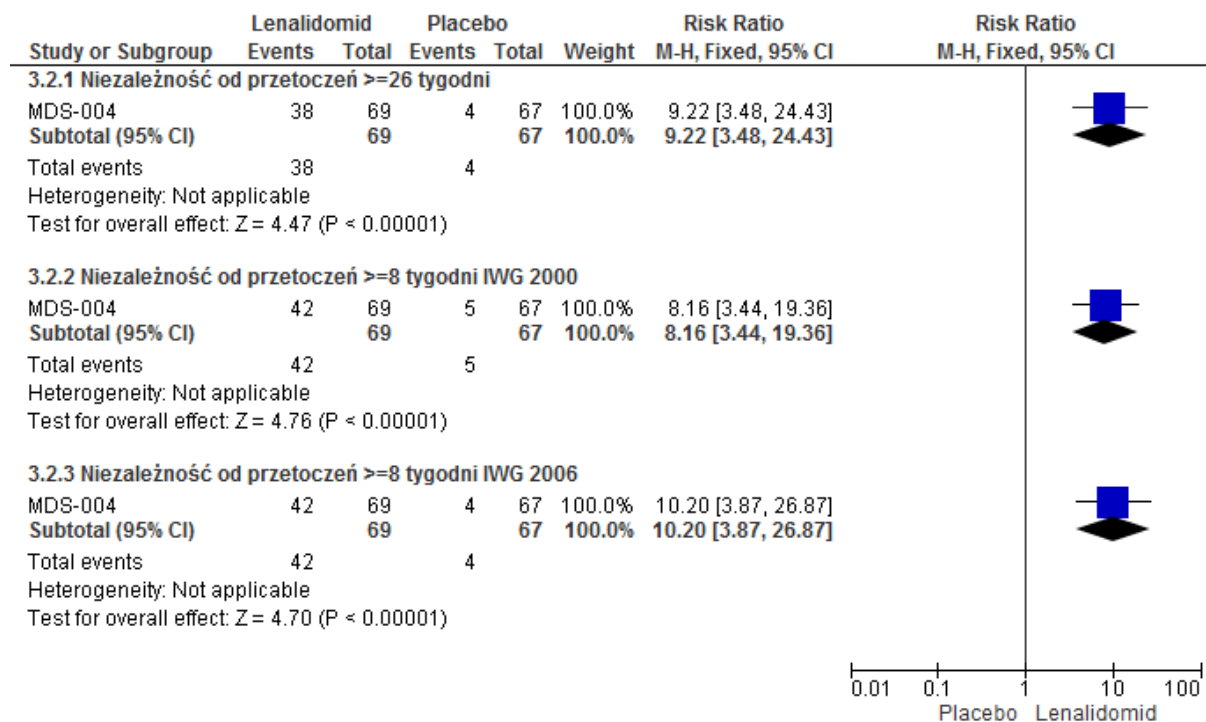 Lenalidomid Placebo Risk Ratio Risk Ratio
Study or Subgroup Events Total Events Total Weight M-H, Fixed, 95% CI M-H, Fixed, 95% CI
3.2.1 Niezależność od przetoczeń >=26 tygodni
MDS-004 38 69 4 67 100.0% 9.22 [3.48, 24.43]
Subtotal (95% CI) 69 67 100.0% 9.22 [3.48, 24.43]
Total events 38 4
Heterogeneity: Not applicable
Test for overall effect: Z = 4.47 (P < 0.00001)
3.2.2 Niezależność od przetoczeń >=8 tygodni IWG 2000
MDS-004 42 69 5 67 100.0% 8.16 [3.44, 19.36]
Subtotal (95% CI) 69 67 100.0% 8.16 [3.44, 19.36]
Total events 42 5
Heterogeneity: Not applicable
Test for overall effect: Z = 4.76 (P < 0.00001)
3.2.3 Niezależność od przetoczeń >=8 tygodni IWG 2006
MDS-004 42 69 4 67 100.0% 10.20 [3.87, 26.87]
Subtotal (95% CI) 69 67 100.0% 10.20 [3.87, 26.87]
Total events 42 4
Heterogeneity: Not applicable
Test for overall effect: Z = 4.70 (P < 0.00001)
0.01 0.1 1 10 100
Placebo Lenalidomid